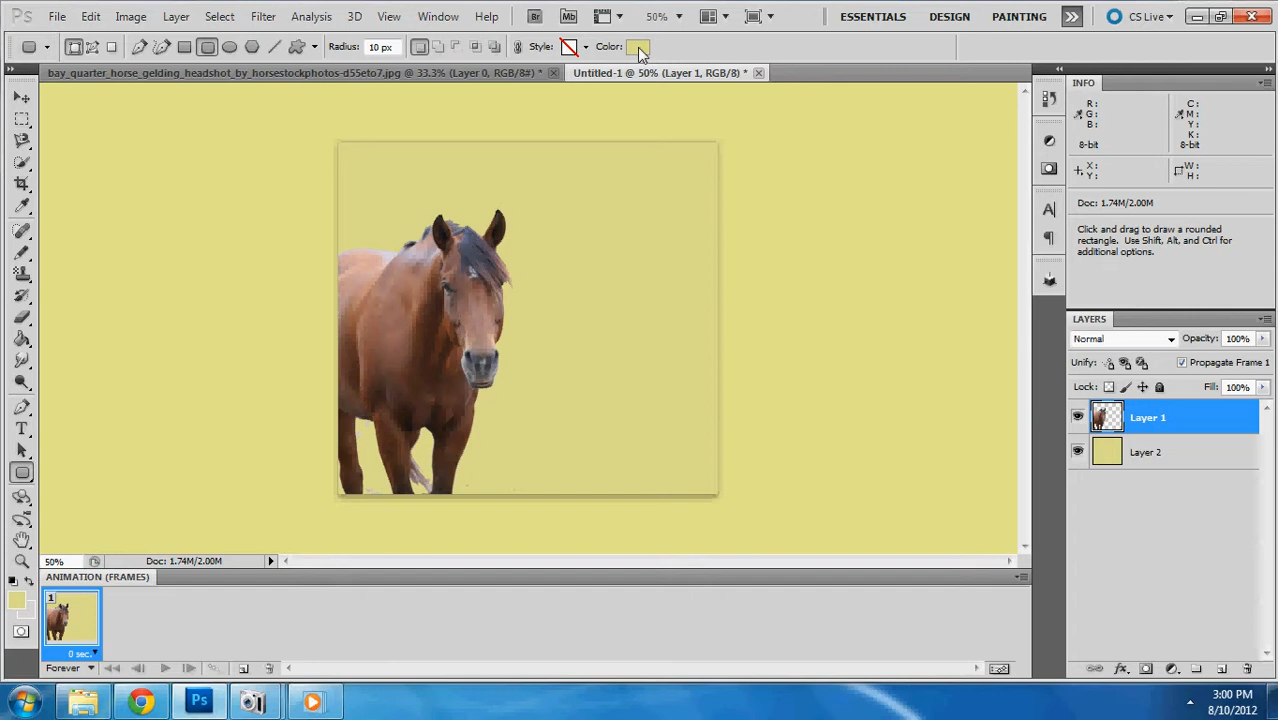 Ps File Edit Image Layer Select Filter Analysis 3D View Window Help Br Mb 50% ESSENTIALS DESIGN PAINTING CS Live
Radius: 10 px Style: Color:
bay_quarter_horse_gelding_headshot_by_horsestockphotos-d55eto7.jpg @ 33.3% (Layer 0, RGB/8#) * Untitled-1 @ 50% (Layer 1, RGB/8) *
INFO
R: C:
G: M:
B: Y:
K:
8-bit 8-bit
X: W:
Y: H:
Doc: 1.74M/2.00M
Click and drag to draw a rounded
rectangle. Use Shift, Alt, and Ctrl for
additional options.
LAYERS
Normal Opacity: 100%
Unify: Propagate Frame 1
Lock: Fill: 100%
Layer 1
Layer 2
50% Doc: 1.74M/2.00M
ANIMATION (FRAMES)
1
0 sec.
Forever
Ps
3:00 PM
8/10/2012